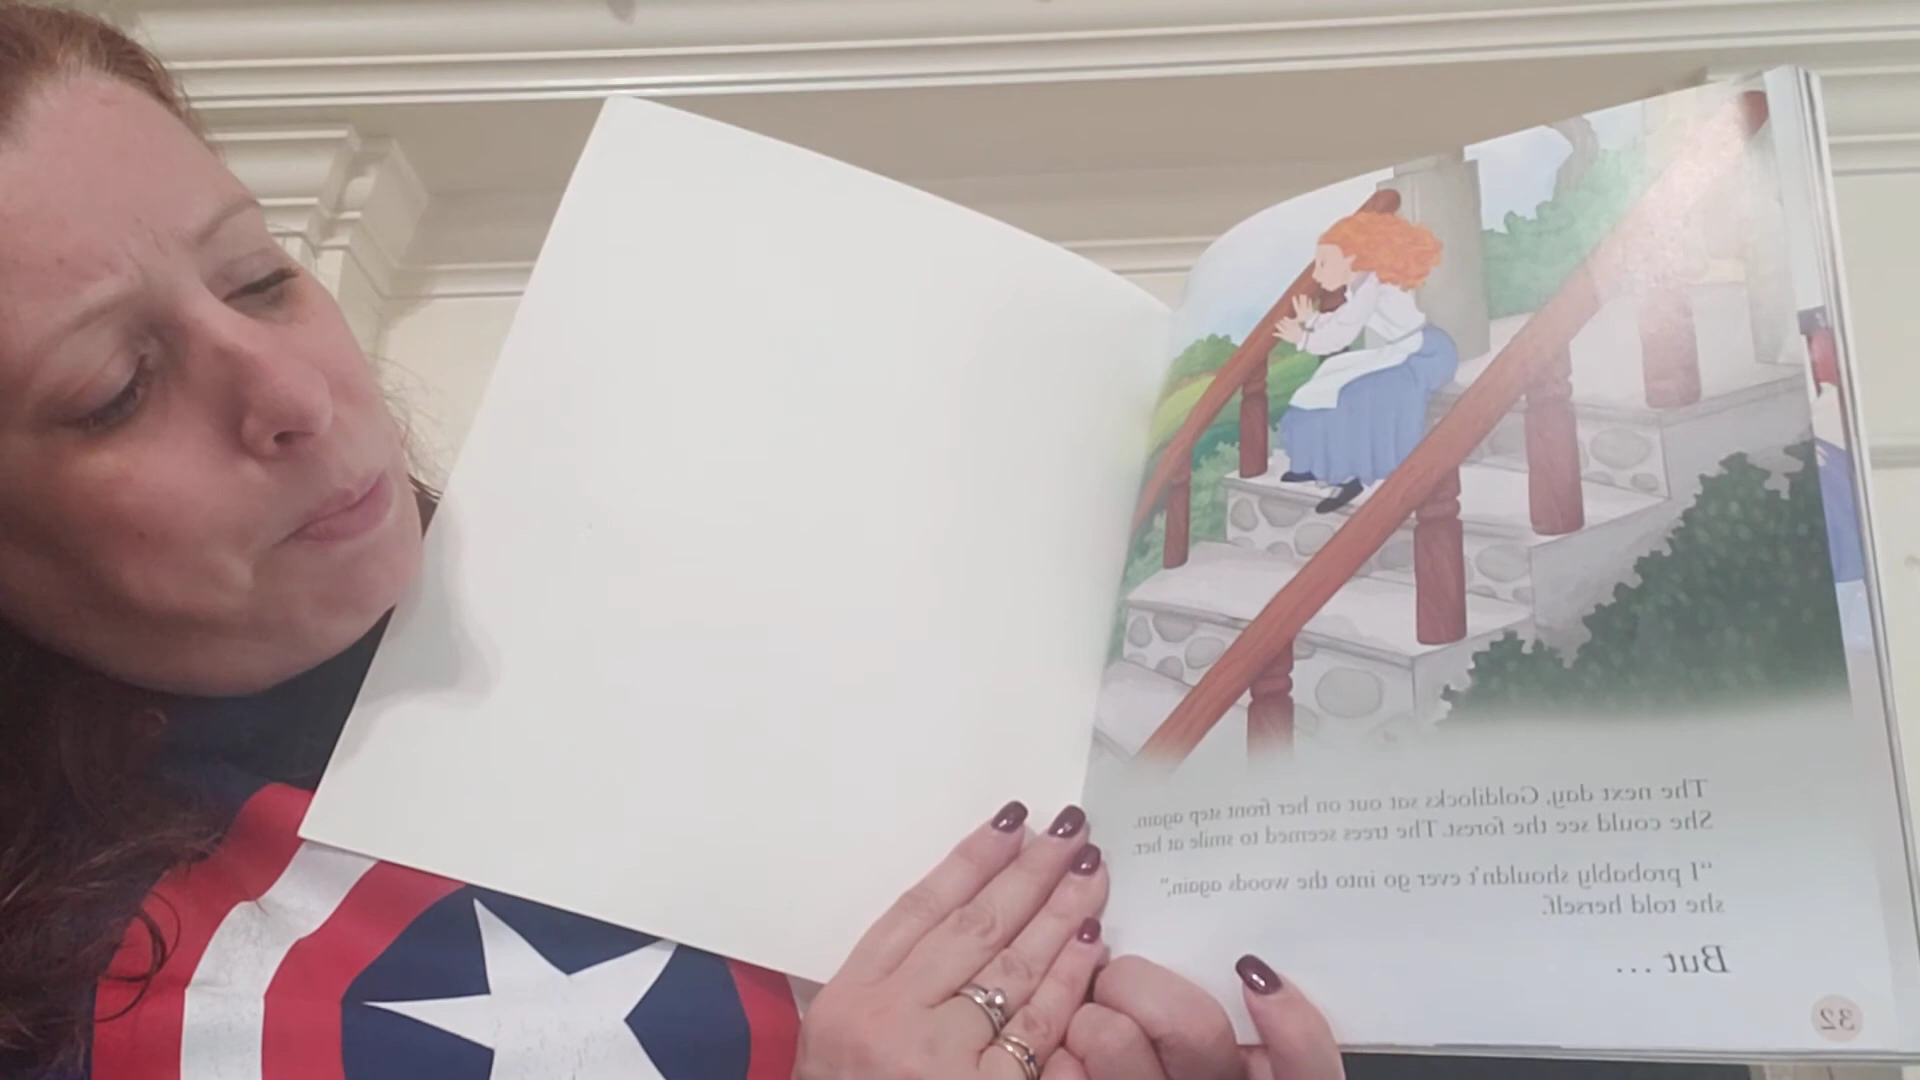 The next day, Goldilocks sat out on her front step again.
She could see the forest. The trees seemed to smile at her.
"I probably shouldn't ever go into the woods again,"
she told herself.
But ...
32